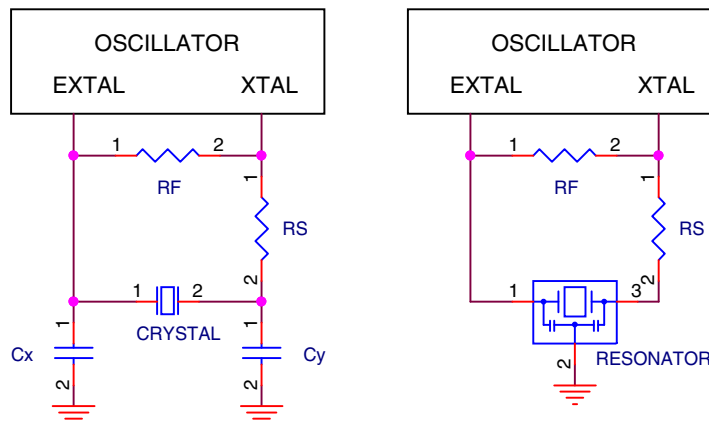 OSCILLATOR
EXTAL XTAL
1 2
RF
1
RS
2
1 2
CRYSTAL
1
Cx
2
1
Cy
2
OSCILLATOR
EXTAL XTAL
1 2
RF
1
RS
2
1 3
RESONATOR
2